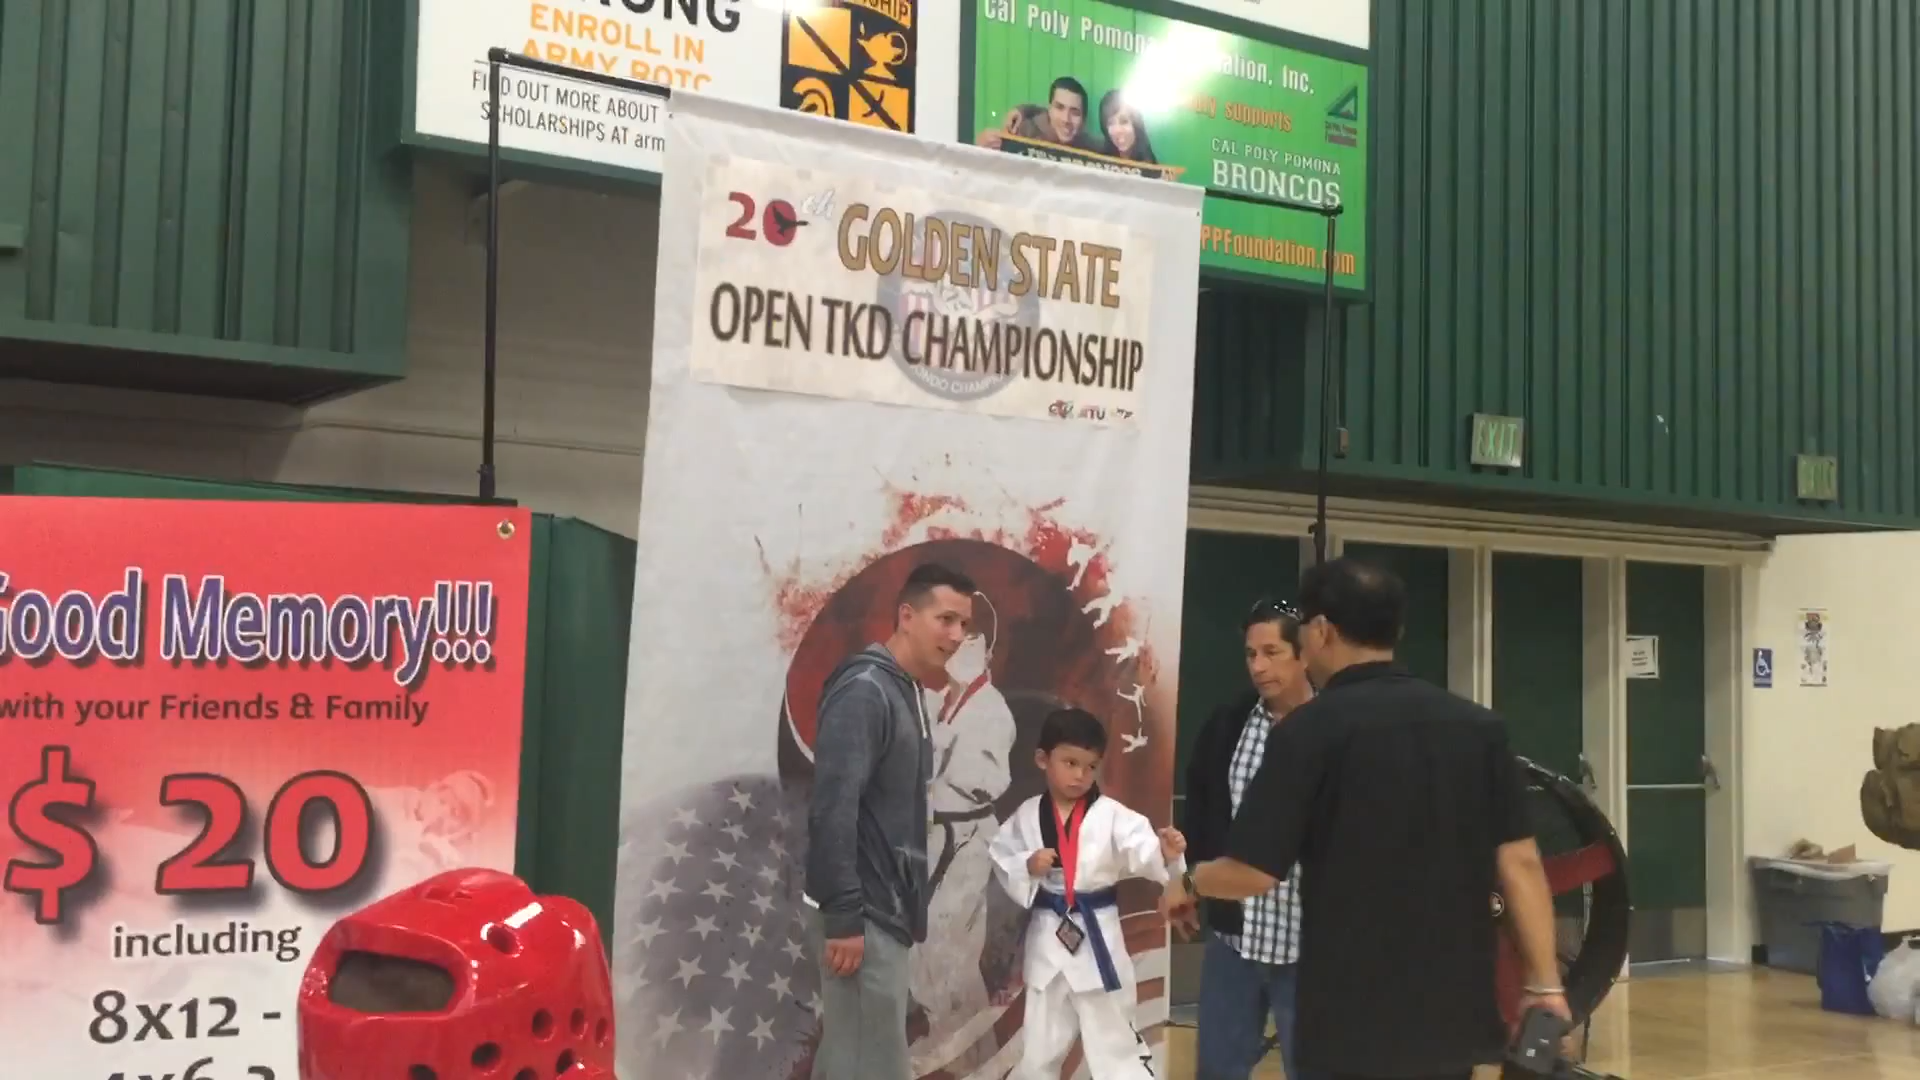 ENROLL IN
ARMY ROTC
FIND OUT MORE ABOUT
SCHOLARSHIPS AT arm
Cal Poly Pomona
ation, Inc.
supports
CAL POLY POMONA
BRONCOS
PPFoundation.com
20th GOLDEN STATE
OPEN TKD CHAMPIONSHIP
EXIT
EXIT
Good Memory!!!
with your Friends & Family
$ 20
including
8x12 -